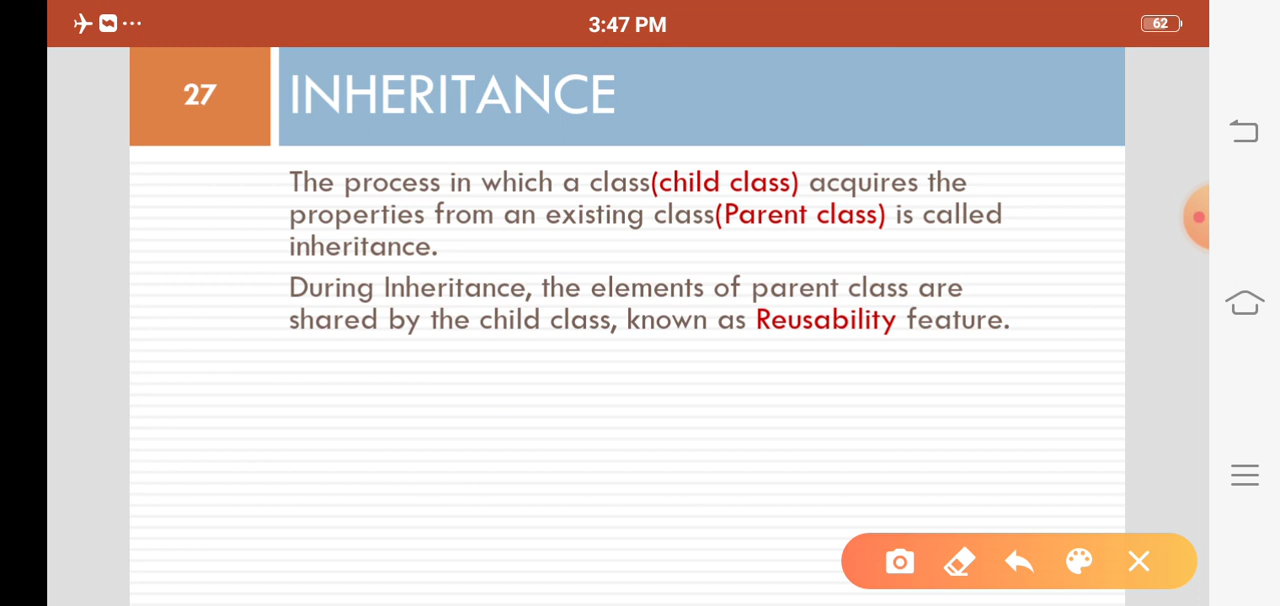 3:47 PM
62
27
INHERITANCE
The process in which a class(child class) acquires the
properties from an existing class(Parent class) is called
inheritance.
During Inheritance, the elements of parent class are
shared by the child class, known as Reusability feature.